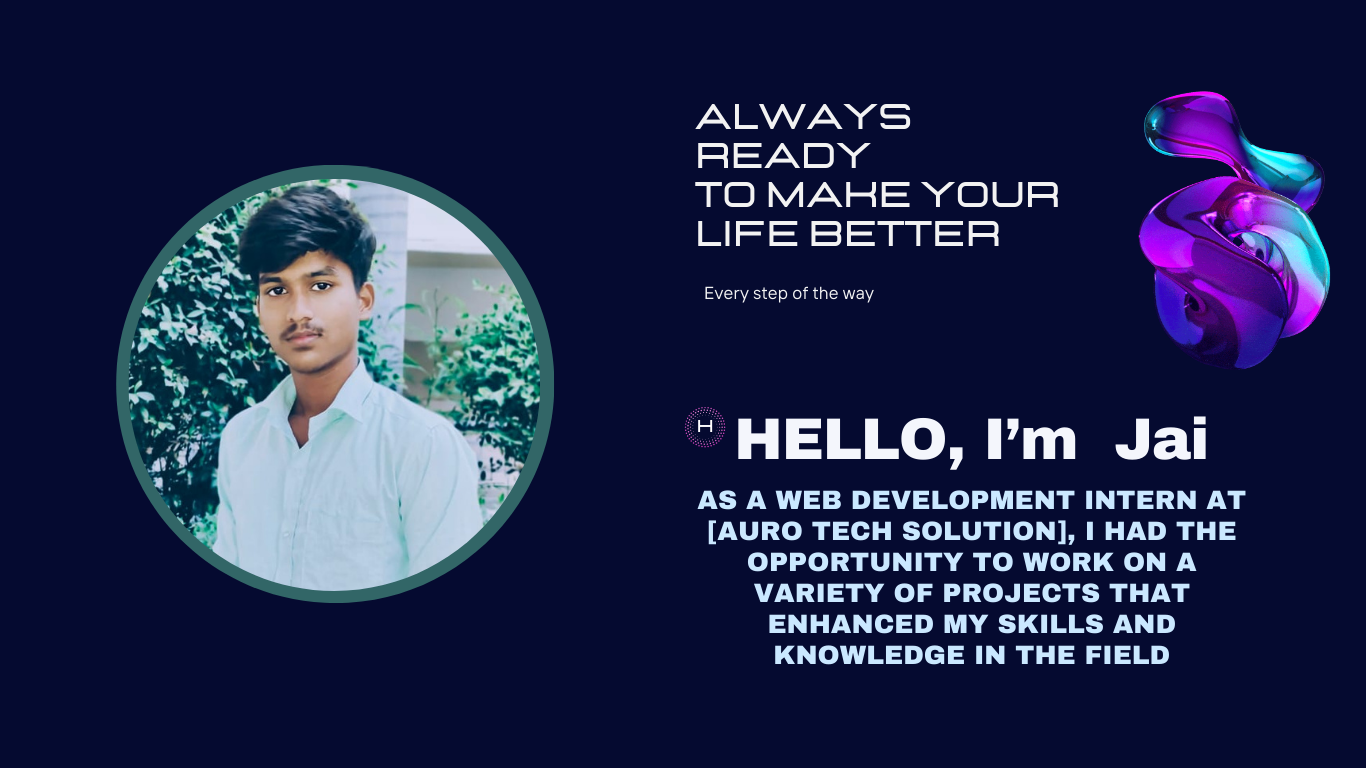 ALWAYS
READY
TO MAKE YOUR
LIFE BETTER
Every step of the way
H
HELLO, I’m Jai
AS A WEB DEVELOPMENT INTERN AT
[AURO TECH SOLUTION], I HAD THE
OPPORTUNITY TO WORK ON A
VARIETY OF PROJECTS THAT
ENHANCED MY SKILLS AND
KNOWLEDGE IN THE FIELD